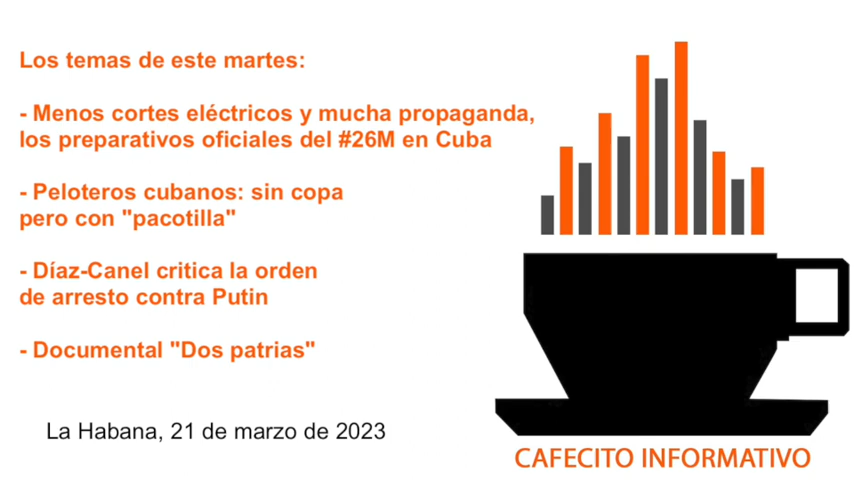 Los temas de este martes:
- Menos cortes eléctricos y mucha propaganda,
los preparativos oficiales del #26M en Cuba
- Peloteros cubanos: sin copa
pero con "pacotilla"
- Díaz-Canel critica la orden
de arresto contra Putin
- Documental "Dos patrias"
La Habana, 21 de marzo de 2023
CAFECITO INFORMATIVO